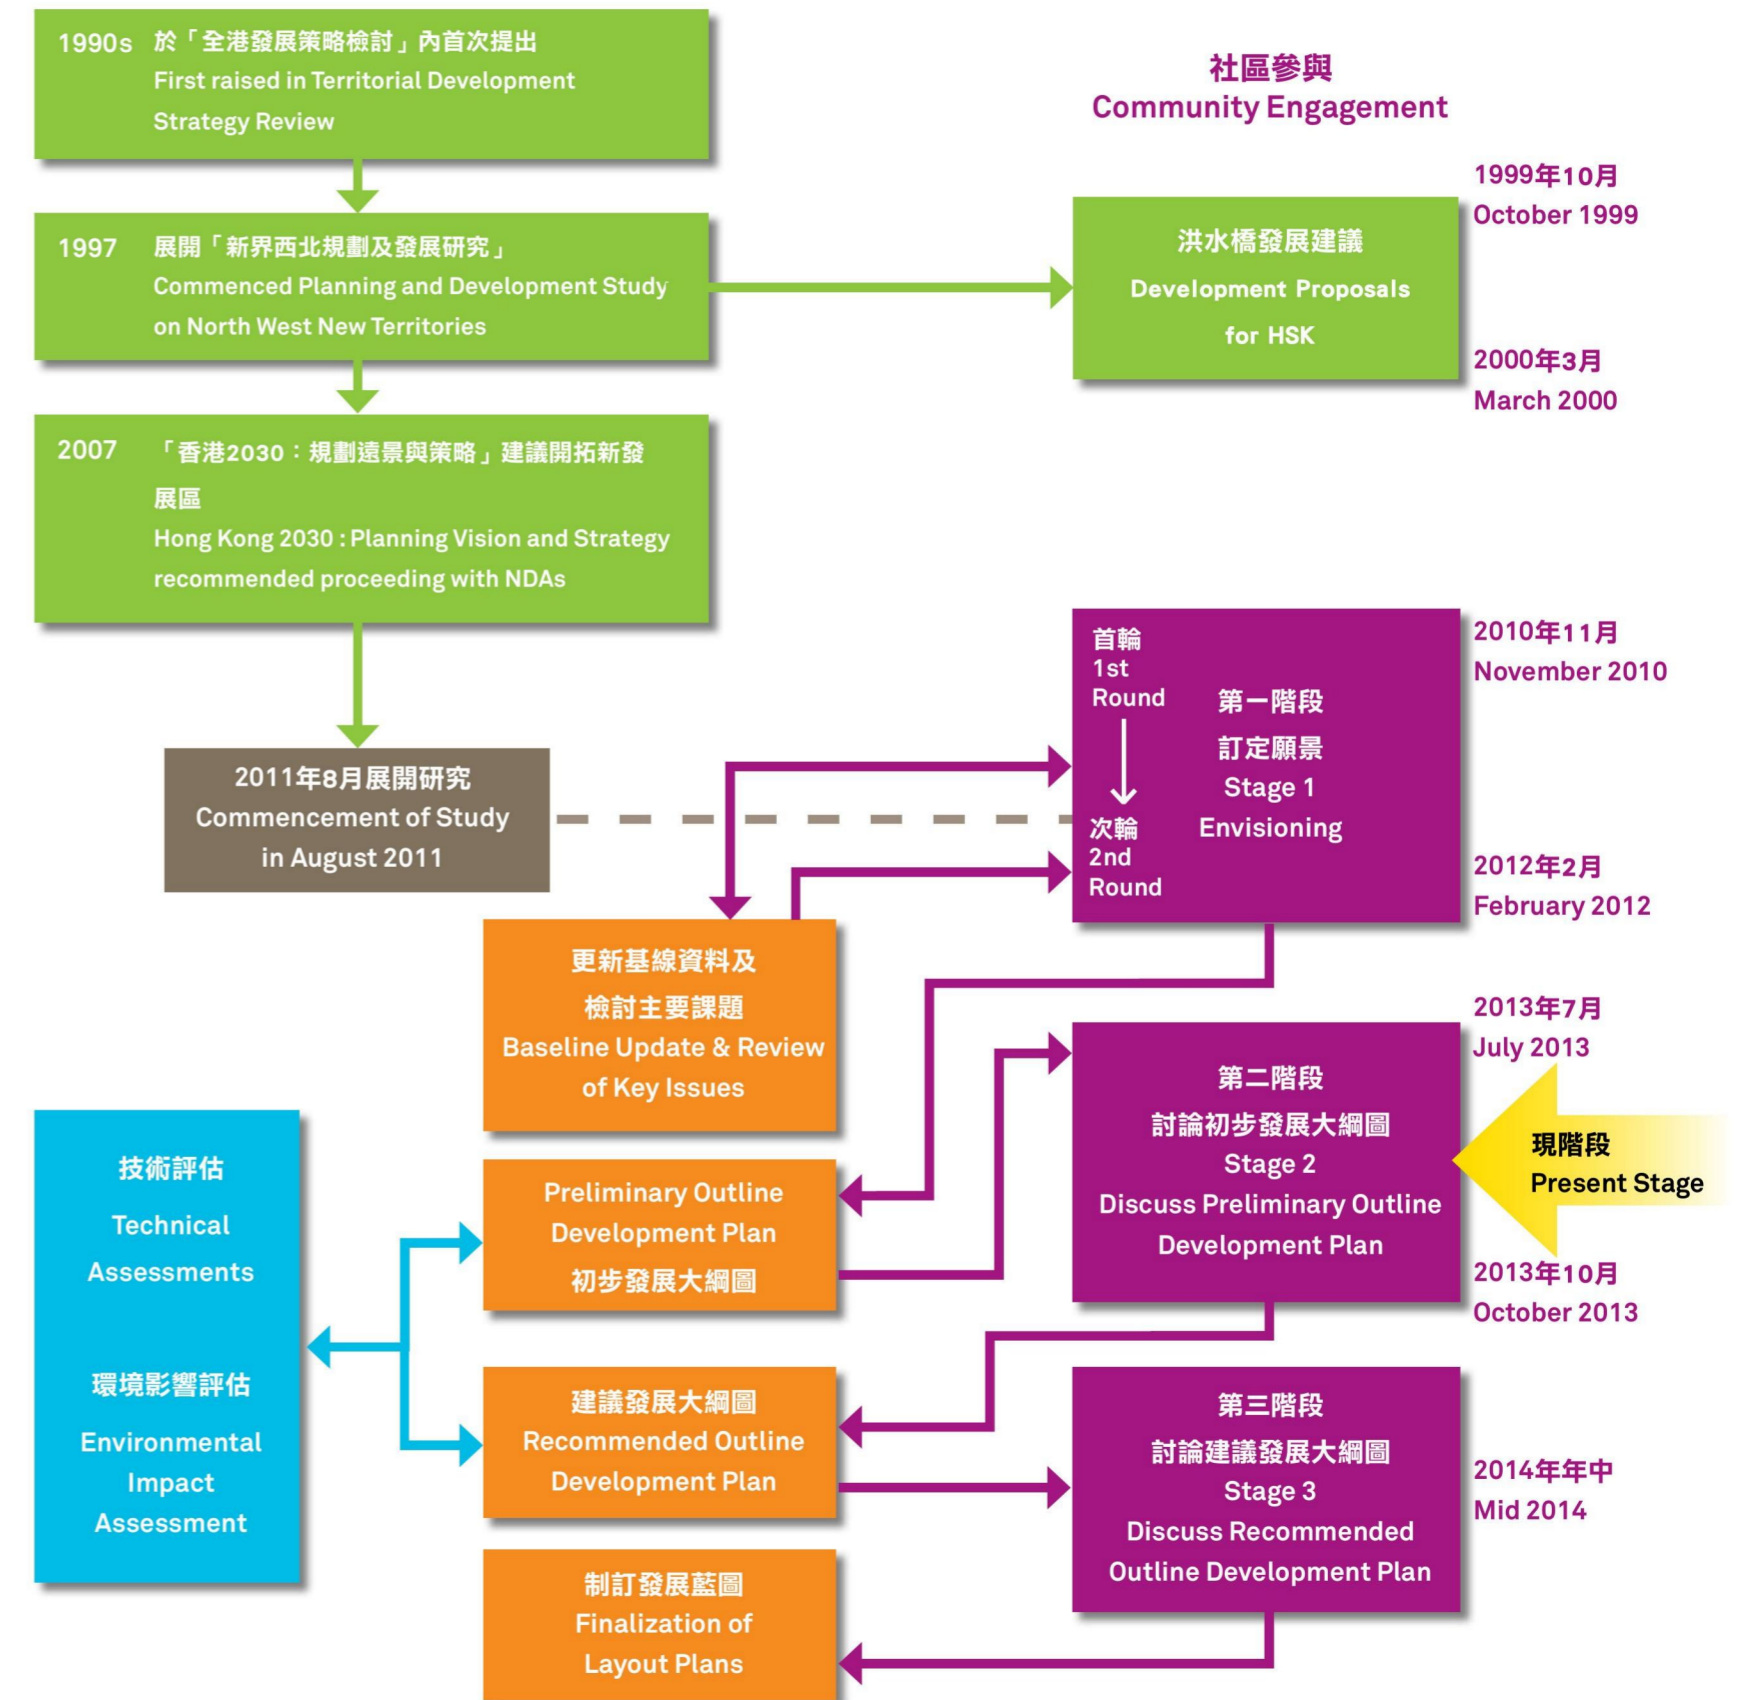 1990s 於「全港發展策略檢討」內首次提出
First raised in Territorial Development
Strategy Review
社區參與
Community Engagement
1997 展開「新界西北規劃及發展研究」
Commenced Planning and Development Study
on North West New Territories
1999年10月
October 1999
洪水橋發展建議
Development Proposals
for HSK
2000年3月
March 2000
2007 「香港2030：規劃遠景與策略」建議開拓新發
展區
Hong Kong 2030 : Planning Vision and Strategy
recommended proceeding with NDAs
2011年8月展開研究
Commencement of Study
in August 2011
首輪
1st
Round
次輪
2nd
Round
第一階段
訂定願景
Stage 1
Envisioning
2010年11月
November 2010
2012年2月
February 2012
更新基線資料及
檢討主要課題
Baseline Update & Review
of Key Issues
2013年7月
July 2013
第二階段
討論初步發展大綱圖
Stage 2
Discuss Preliminary Outline
Development Plan
現階段
Present Stage
2013年10月
October 2013
技術評估
Technical
Assessments
環境影響評估
Environmental
Impact
Assessment
Preliminary Outline
Development Plan
初步發展大綱圖
建議發展大綱圖
Recommended Outline
Development Plan
第三階段
討論建議發展大綱圖
Stage 3
Discuss Recommended
Outline Development Plan
2014年年中
Mid 2014
制訂發展藍圖
Finalization of
Layout Plans